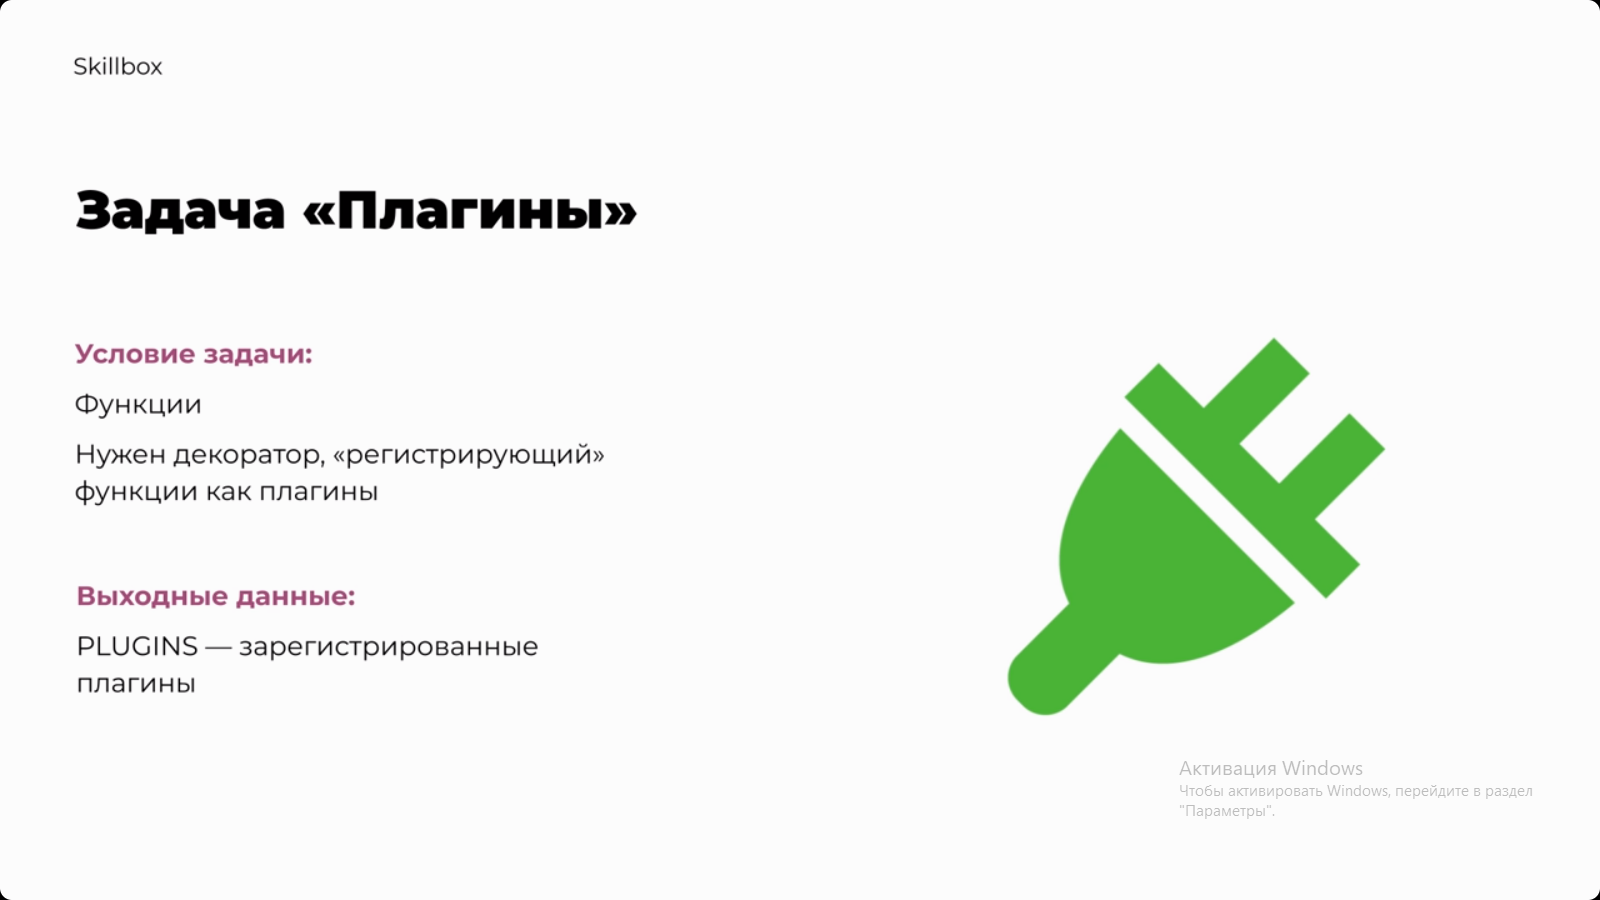 Skillbox
Задача «Плагины»
Условие задачи:
Функции
Нужен декоратор, «регистрирующий»
функции как плагины
Выходные данные:
PLUGINS — зарегистрированные
плагины
Активация Windows
Чтобы активировать Windows, перейдите в раздел
"Параметры".